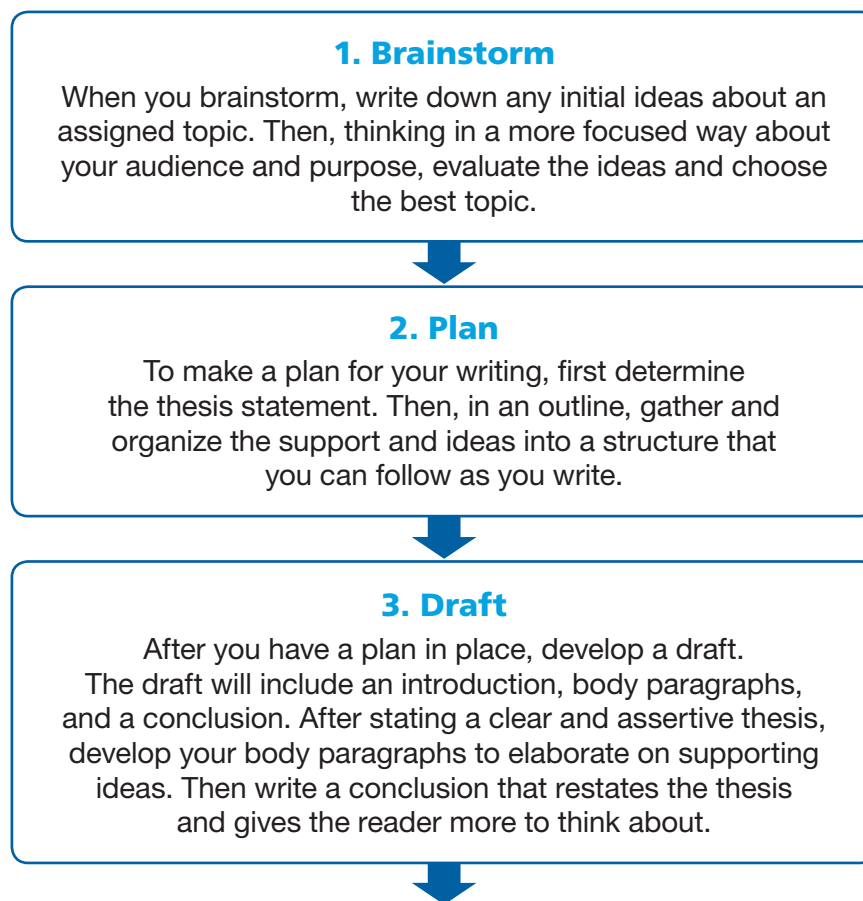 1. Brainstorm
When you brainstorm, write down any initial ideas about an
assigned topic. Then, thinking in a more focused way about
your audience and purpose, evaluate the ideas and choose
the best topic.
2. Plan
To make a plan for your writing, first determine
the thesis statement. Then, in an outline, gather and
organize the support and ideas into a structure that
you can follow as you write.
3. Draft
After you have a plan in place, develop a draft.
The draft will include an introduction, body paragraphs,
and a conclusion. After stating a clear and assertive thesis,
develop your body paragraphs to elaborate on supporting
ideas. Then write a conclusion that restates the thesis
and gives the reader more to think about.